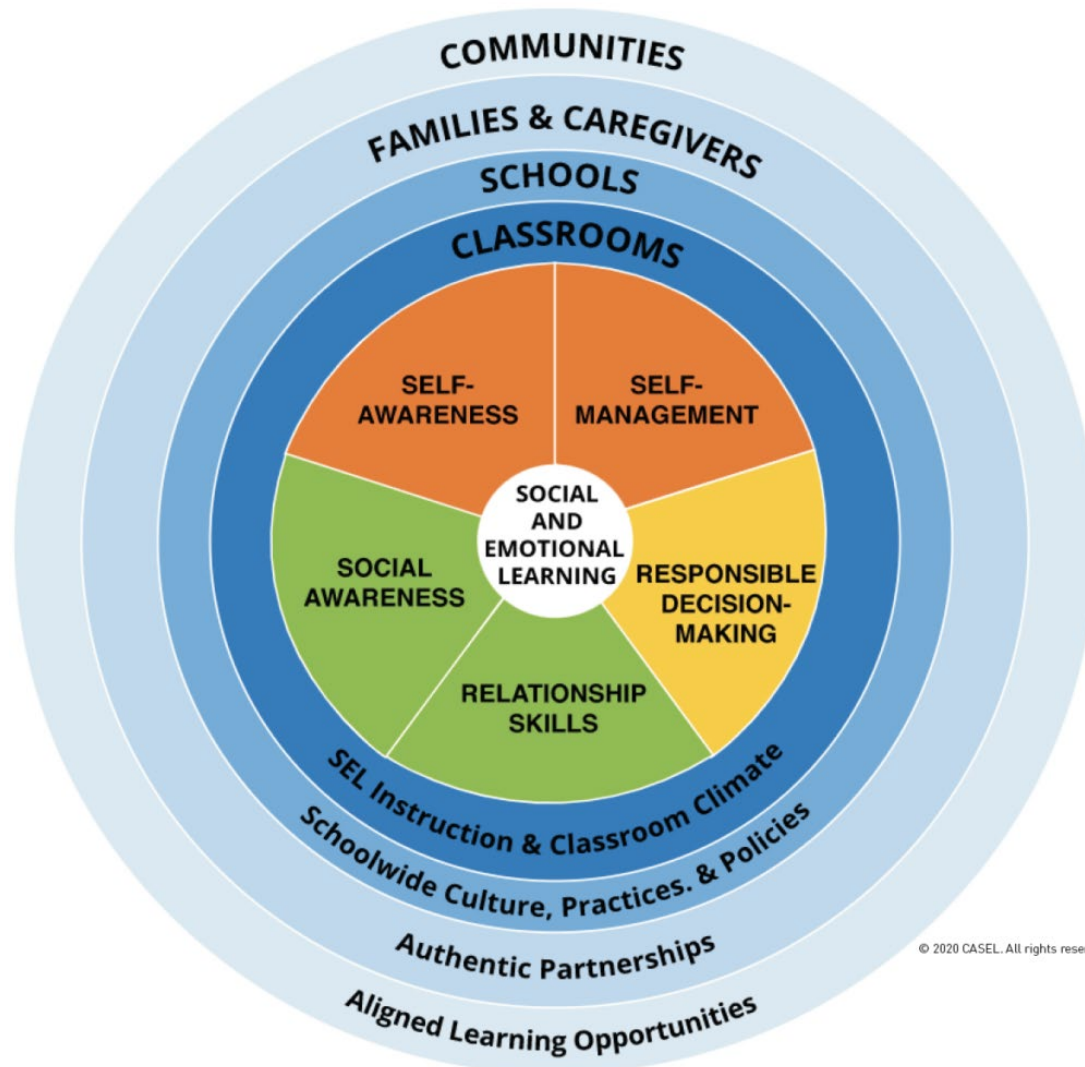 COMMUNITIES
FAMILIES & CAREGIVERS
SCHOOLS
CLASSROOMS
SELF-
AWARENESS
SELF-
MANAGEMENT
SOCIAL
AND
EMOTIONAL
LEARNING
SOCIAL
AWARENESS
RESPONSIBLE
DECISION-
MAKING
RELATIONSHIP
SKILLS
SEL Instruction & Classroom Climate
Schoolwide Culture, Practices. & Policies
Authentic Partnerships
Aligned Learning Opportunities
© 2020 CASEL. All rights rese